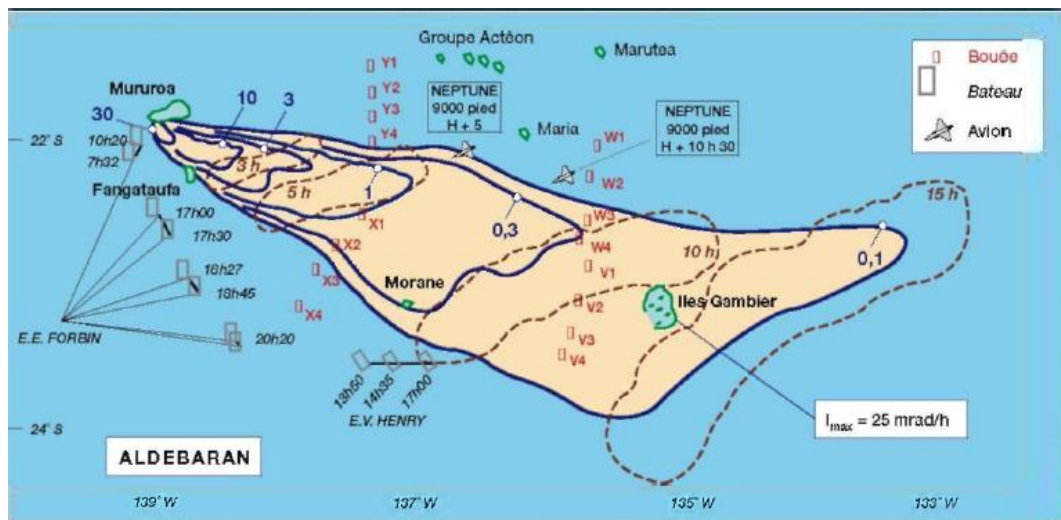 Groupe Actéon
Marutea
Bouée
Bateau
Avion
Mururoa
Y1
Y2
Y3
Y4
NEPTUNE
9000 pied
H + 5
NEPTUNE
9000 pied
H + 10 h 30
Maria
W1
W2
W3
W4
30
10
3
22° S
10h20
7h32
3 h
5 h
1
0,3
15 h
Fangataufa
17h00
17h30
X1
X2
X3
X4
10 h
0,1
V1
V2
V3
V4
Morane
Iles Gambier
16h27
18h45
E.E. FORBIN
20h20
13h50
14h35
17h00
E.V. HENRY
Imax = 25 mrad/h
24° S
ALDEBARAN
139° W
137° W
135° W
133° W